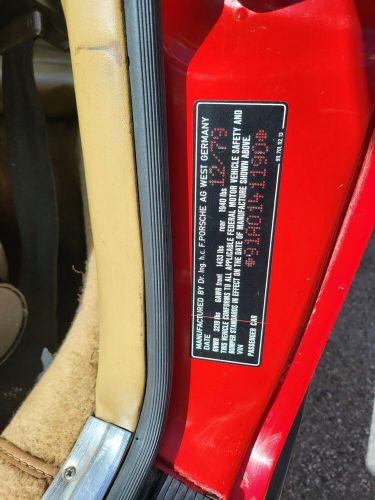 MANUFACTURED BY Dr. Ing. h.c. F. PORSCHE AG WEST GERMANY
DATE 12/79
GVWR 3219 lbs GAWR front 1433 lbs rear 1940 lbs
THIS VEHICLE CONFORMS TO ALL APPLICABLE FEDERAL MOTOR VEHICLE SAFETY AND
BUMPER STANDARDS IN EFFECT ON THE DATE OF MANUFACTURE SHOWN ABOVE.
VIN *91A0141190*
PASSENGER CAR